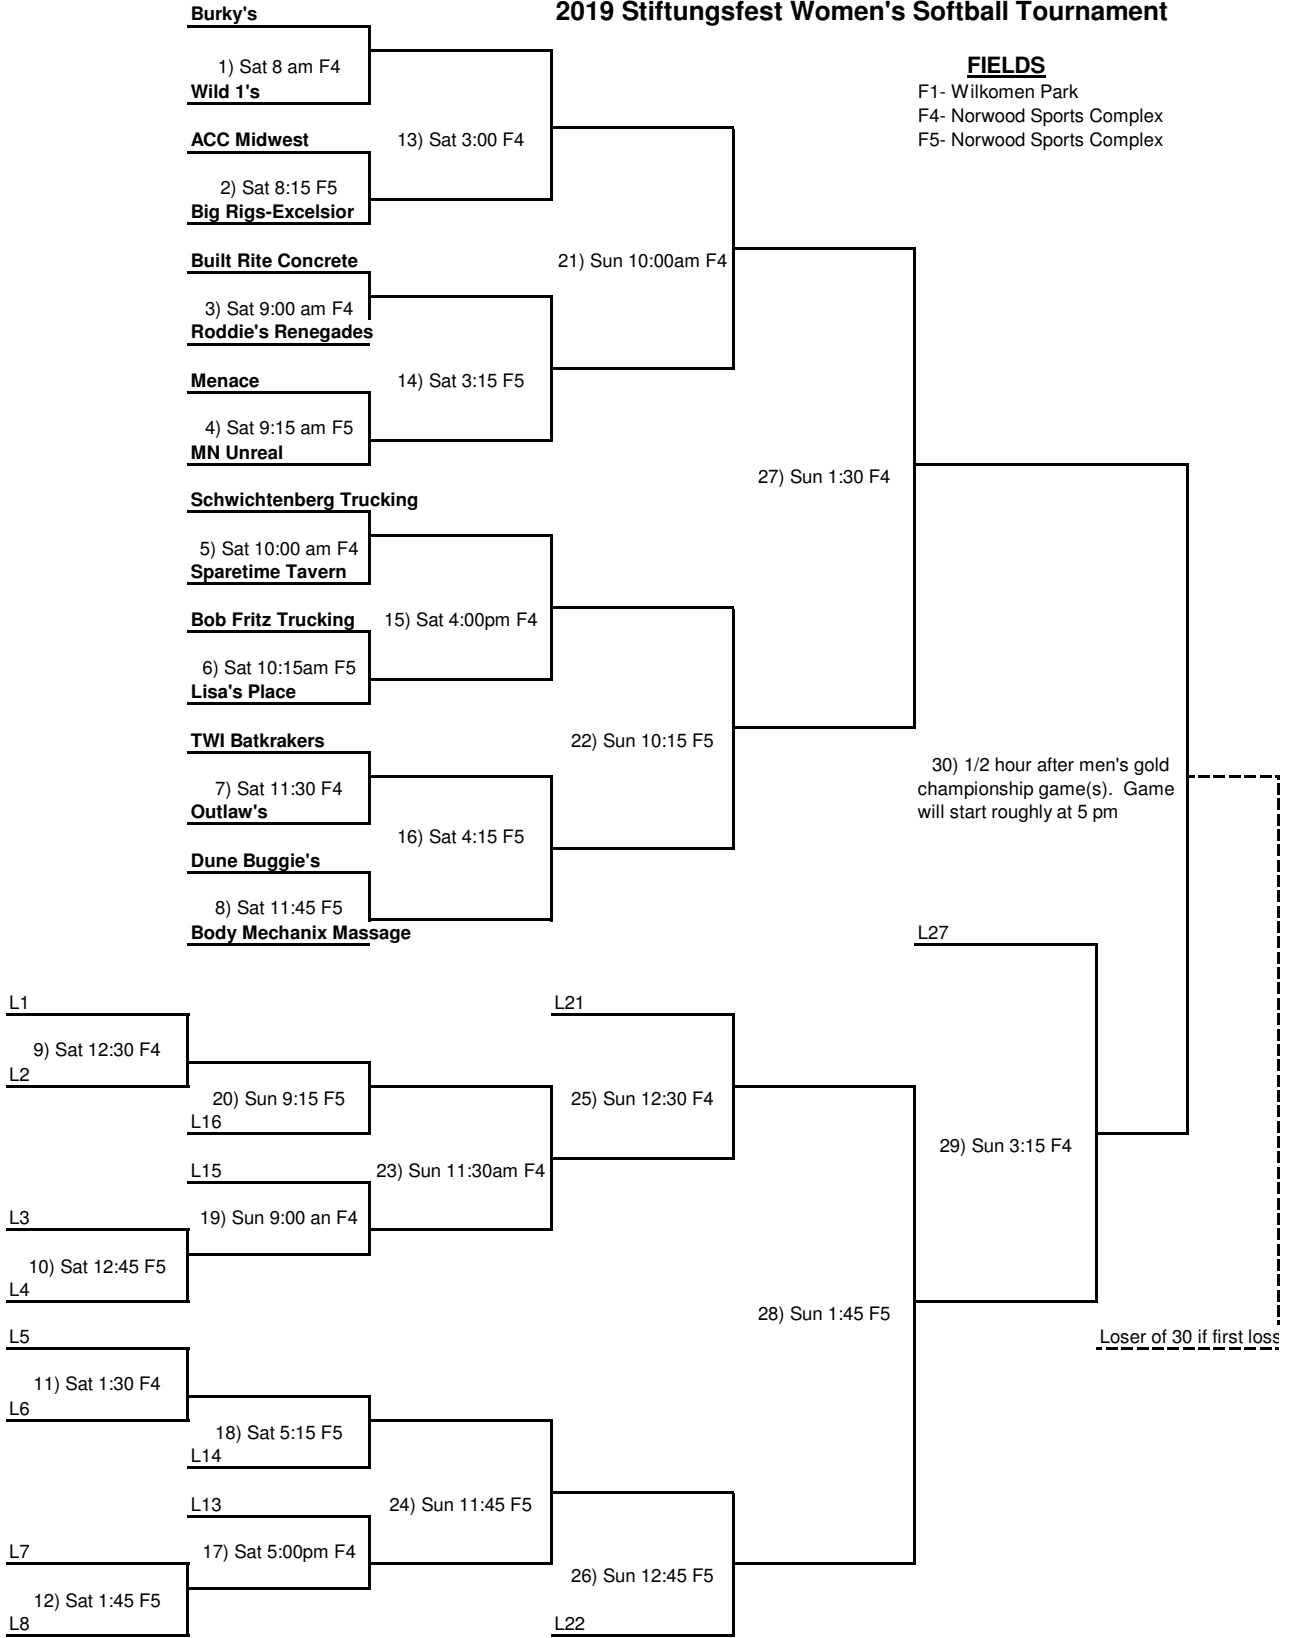 2019 Stiftungsfest Women's Softball Tournament
FIELDS
F1- Wilkomen Park
F4- Norwood Sports Complex
F5- Norwood Sports Complex
Burky's
1) Sat 8 am F4
Wild 1's
ACC Midwest
13) Sat 3:00 F4
2) Sat 8:15 F5
Big Rigs-Excelsior
Built Rite Concrete
21) Sun 10:00am F4
3) Sat 9:00 am F4
Roddie's Renegades
Menace
14) Sat 3:15 F5
4) Sat 9:15 am F5
MN Unreal
27) Sun 1:30 F4
Schwichtenberg Trucking
5) Sat 10:00 am F4
Sparetime Tavern
Bob Fritz Trucking
15) Sat 4:00pm F4
6) Sat 10:15am F5
Lisa's Place
TWI Batkrakers
22) Sun 10:15 F5
7) Sat 11:30 F4
Outlaw's
16) Sat 4:15 F5
30) 1/2 hour after men's gold
championship game(s).  Game
will start roughly at 5 pm
Dune Buggie's
8) Sat 11:45 F5
Body Mechanix Massage
L27
L1
L21
9) Sat 12:30 F4
L2
20) Sun 9:15 F5
25) Sun 12:30 F4
L16
29) Sun 3:15 F4
L15
23) Sun 11:30am F4
L3
19) Sun 9:00 an F4
10) Sat 12:45 F5
L4
28) Sun 1:45 F5
L5
Loser of 30 if first loss
11) Sat 1:30 F4
L6
18) Sat 5:15 F5
L14
L13
24) Sun 11:45 F5
L7
17) Sat 5:00pm F4
26) Sun 12:45 F5
12) Sat 1:45 F5
L8
L22